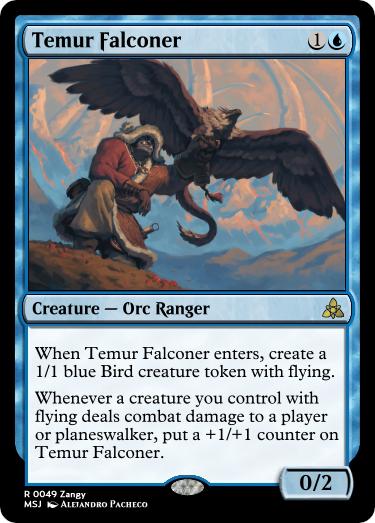 Temur Falconer 1
Creature — Orc Ranger
When Temur Falconer enters, create a
1/1 blue Bird creature token with flying.
Whenever a creature you control with
flying deals combat damage to a player
or planeswalker, put a +1/+1 counter on
Temur Falconer.
0/2
R 0049 Zangy
MSJ Alejandro Pacheco